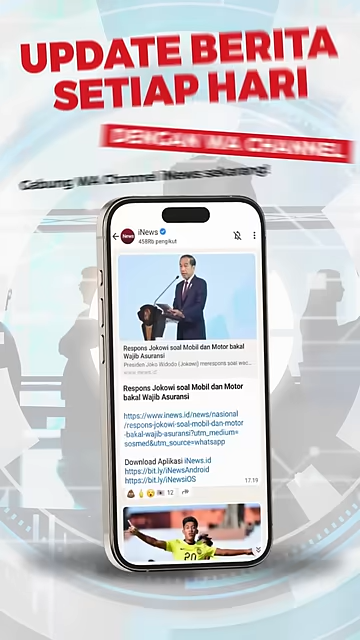 UPDATE BERITA
SETIAP HARI
DENGAN WA CHANNEL
Gabung WA Channel iNews sekarang!
iNews
iNews
458Rb pengikut
Respons Jokowi soal Mobil dan Motor bakal
Wajib Asuransi
Presiden Joko Widodo (Jokowi) merespons soal wac...
www.inews.id
Respons Jokowi soal Mobil dan Motor
bakal Wajib Asuransi
https://www.inews.id/news/nasional
/respons-jokowi-soal-mobil-dan-motor
-bakal-wajib-asuransi?utm_medium=
sosmed&utm_source=whatsapp
Download Aplikasi iNews.id
https://bit.ly/iNewsAndroid
https://bit.ly/iNewsiOS
12
17.19
20